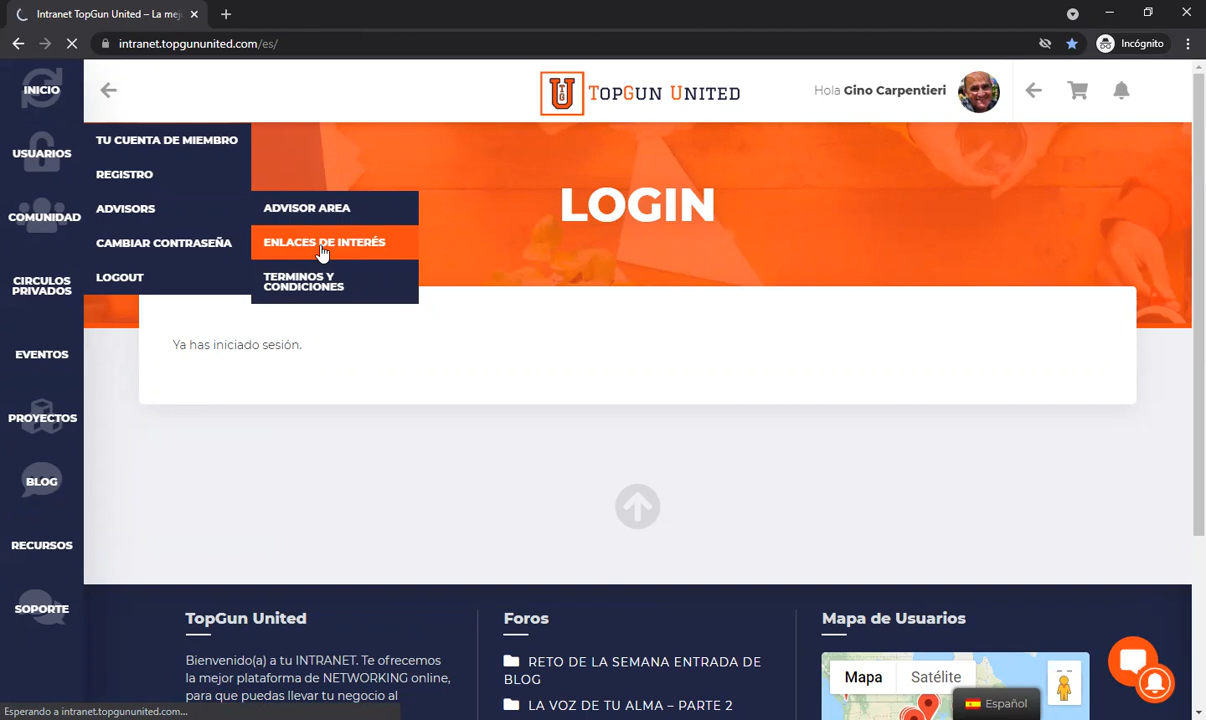 Intranet TopGun United – La mej
intranet.topgununited.com/es/
Incógnito
INICIO
USUARIOS
COMUNIDAD
CIRCULOS
PRIVADOS
EVENTOS
PROYECTOS
BLOG
RECURSOS
SOPORTE
TOPGUN UNITED
Hola Gino Carpentieri
TU CUENTA DE MIEMBRO
REGISTRO
ADVISORS
CAMBIAR CONTRASEÑA
LOGOUT
ADVISOR AREA
ENLACES DE INTERÉS
TERMINOS Y
CONDICIONES
LOGIN
Ya has iniciado sesión.
TopGun United
Bienvenido(a) a tu INTRANET. Te ofrecemos
la mejor plataforma de NETWORKING online,
para que puedas llevar tu negocio al
Foros
RETO DE LA SEMANA ENTRADA DE
BLOG
LA VOZ DE TU ALMA – PARTE 2
Mapa de Usuarios
Mapa
Satélite
Español
Esperando a intranet.topgununited.com...